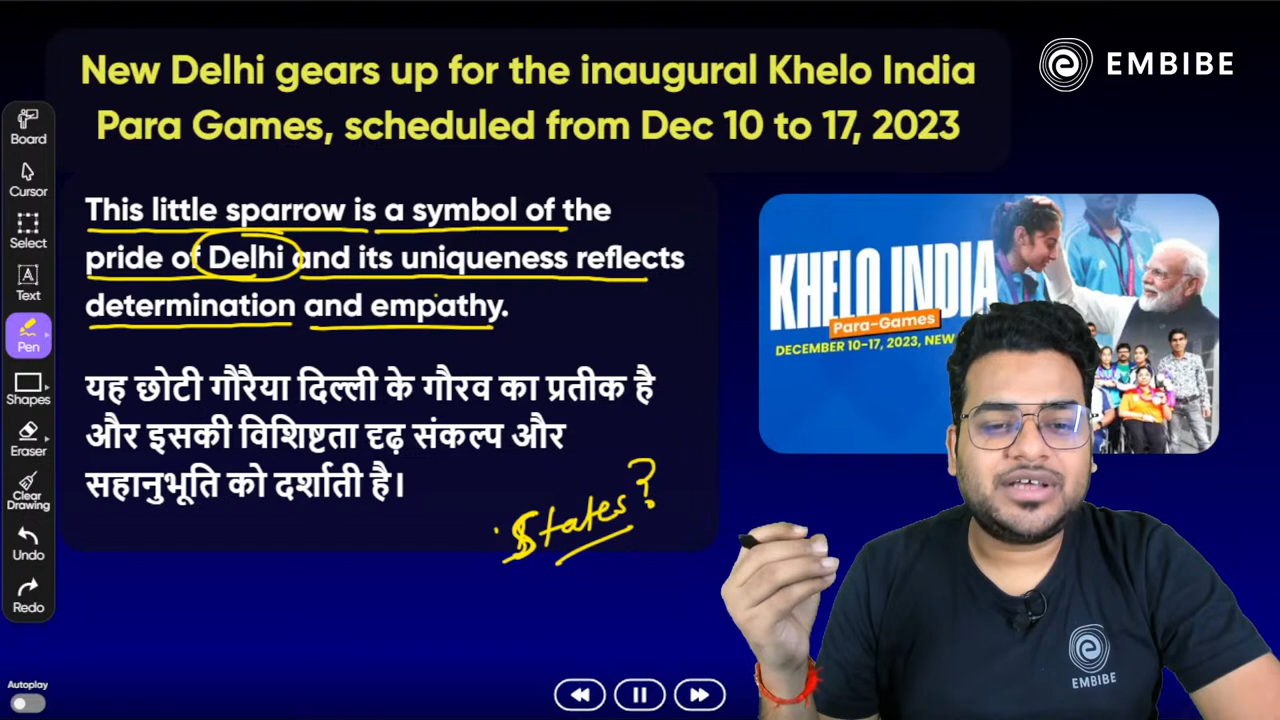 New Delhi gears up for the inaugural Khelo India
Para Games, scheduled from Dec 10 to 17, 2023
EMBIBE
Board
Cursor
Select
Text
Pen
Shapes
Eraser
Clear
Drawing
Undo
Redo
Autoplay
This little sparrow is a symbol of the
pride of Delhi and its uniqueness reflects
determination and empathy.
यह छोटी गौरैया दिल्ली के गौरव का प्रतीक है
और इसकी विशिष्टता दृढ़ संकल्प और
सहानुभूति को दर्शाती है।
States?
KHELO INDIA
Para-Games
DECEMBER 10-17, 2023, NEW
EMBIBE